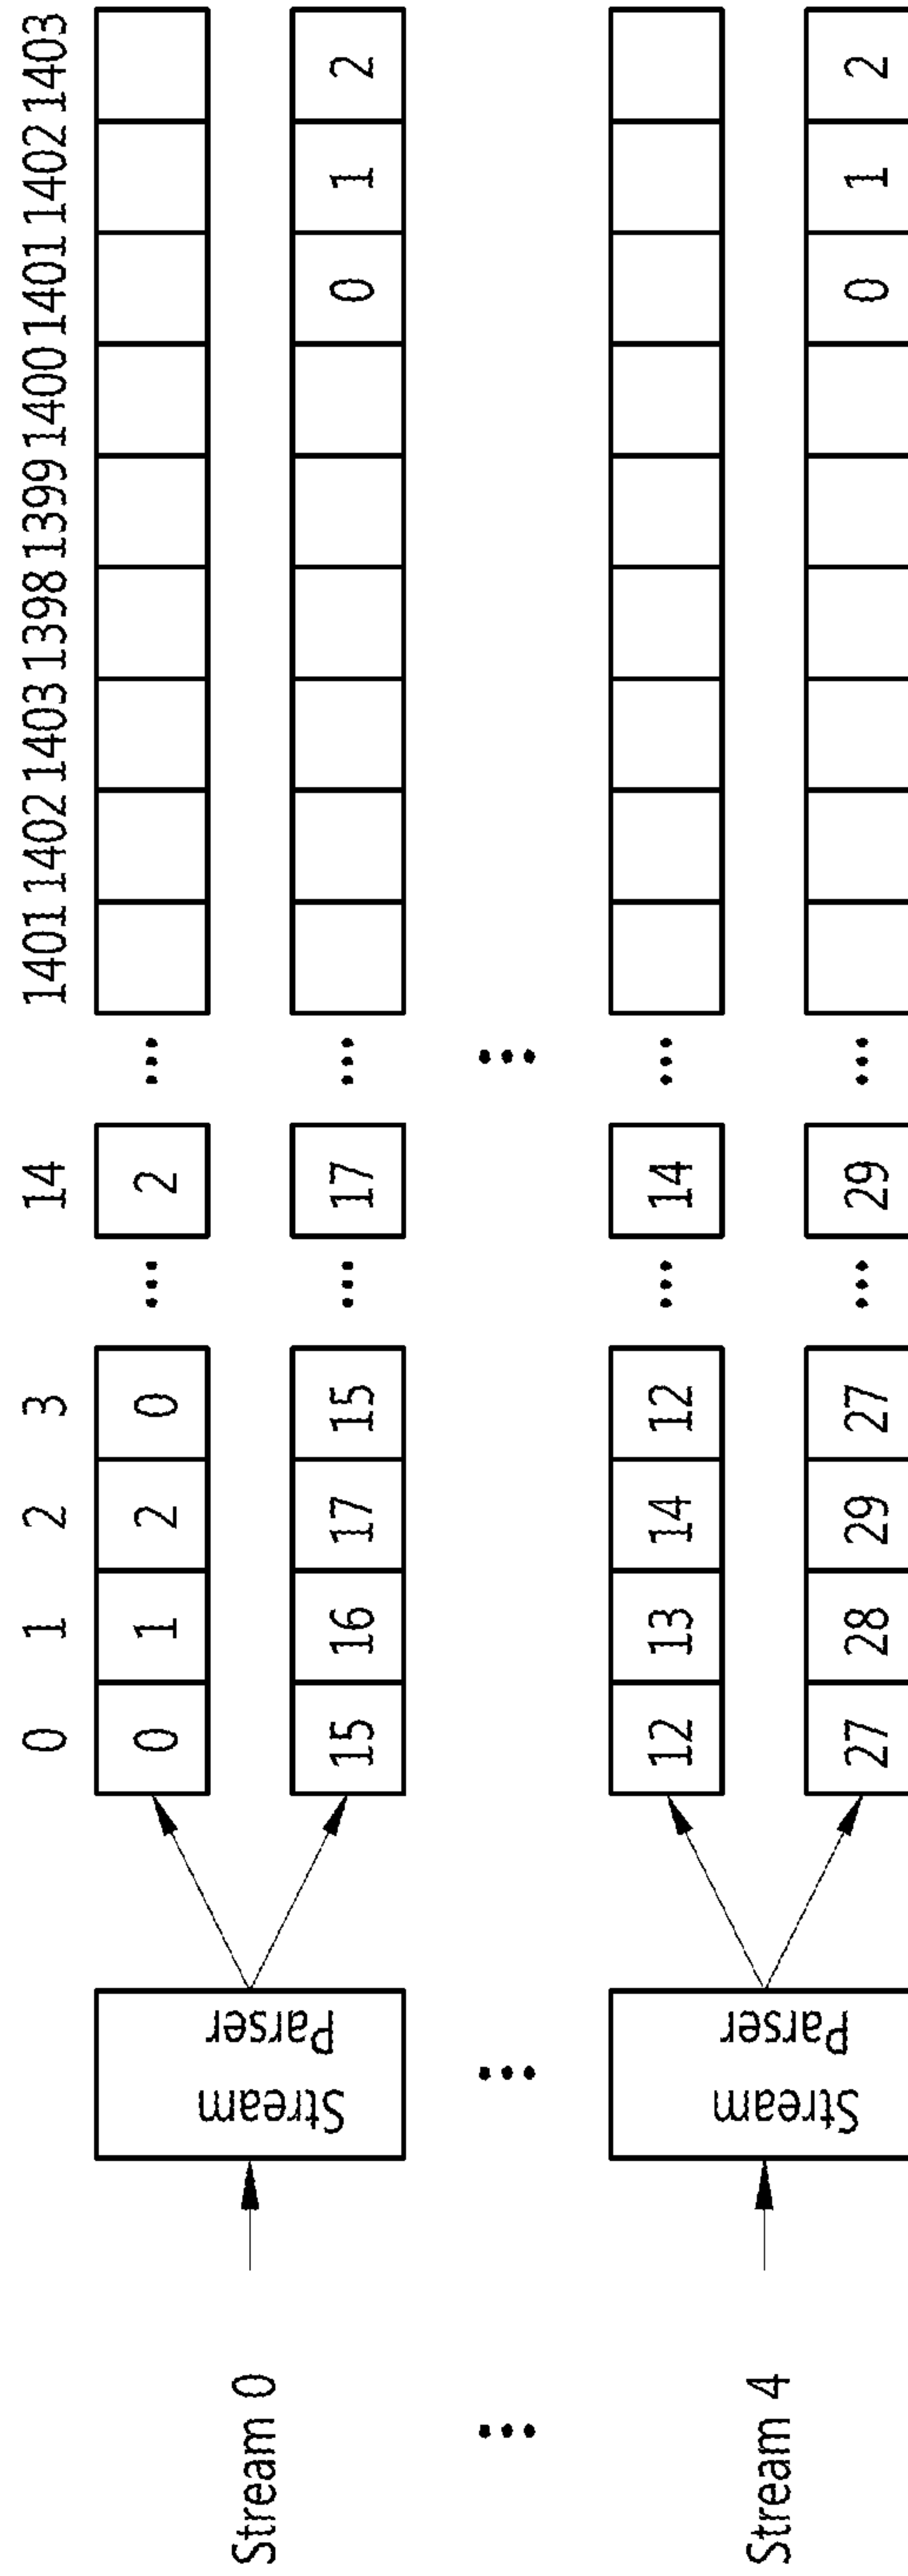 0 1 2 3 ... 14 ... 1401 1402 1403 1398 1399 1400 1401 1402 1403
Stream 0
Stream
Parser
0 1 2 0 ... 2 ...
15 16 17 15 ... 17 ... 0 1 2
... ... ...
Stream 4
Stream
Parser
12 13 14 12 ... 14 ...
27 28 29 27 ... 29 ... 0 1 2